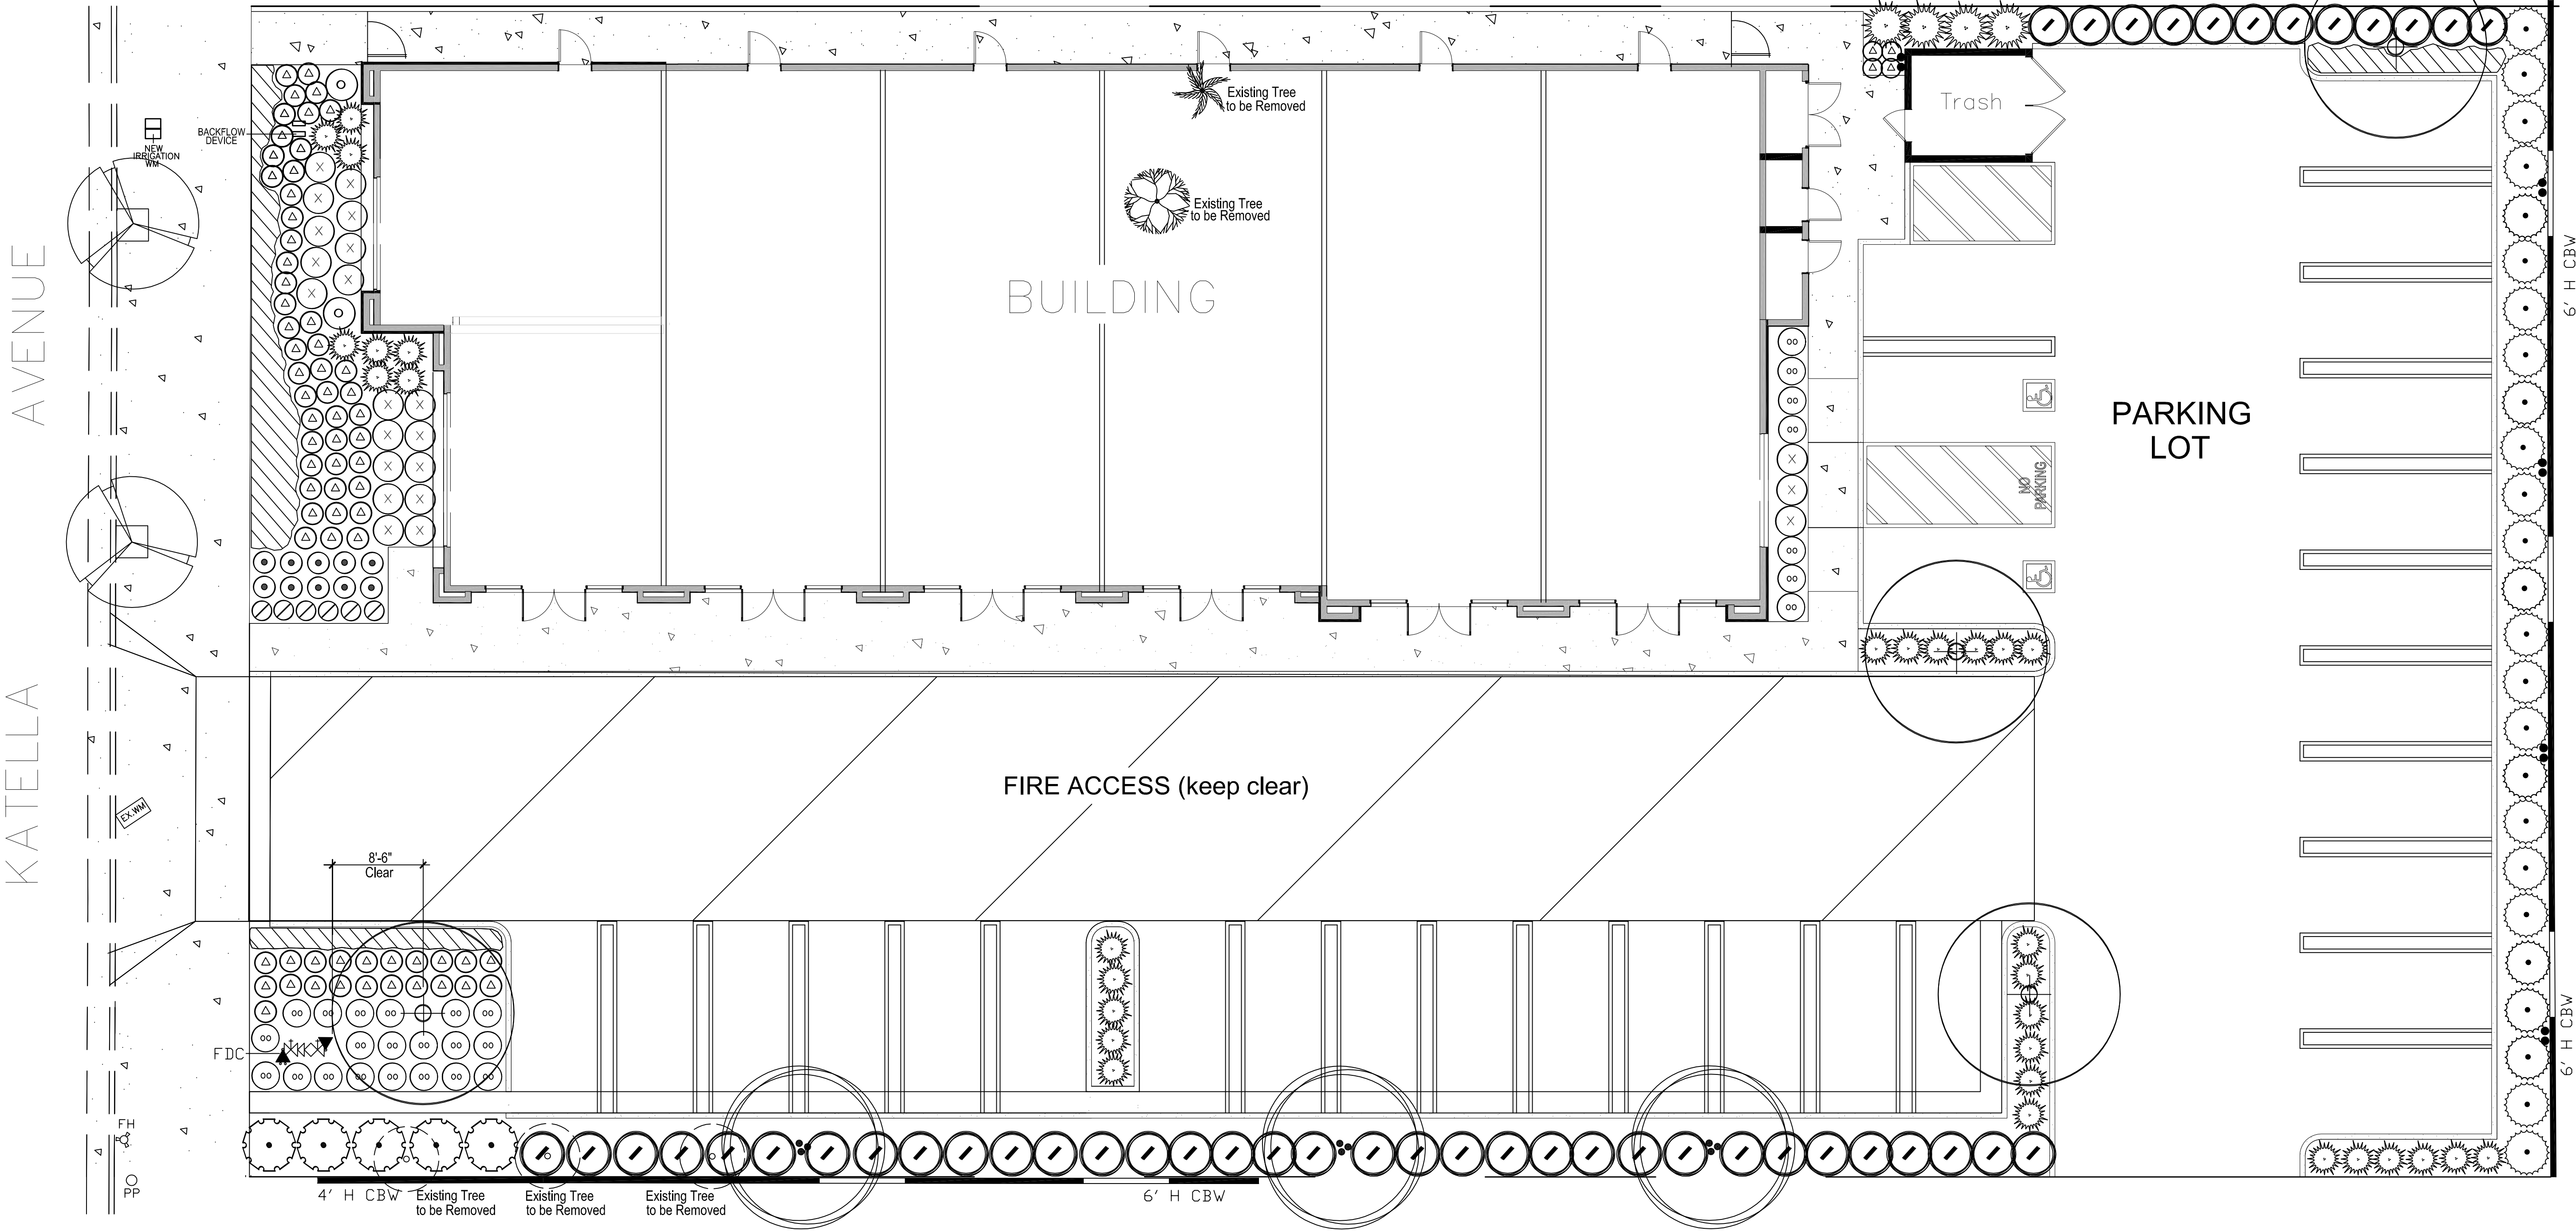 Existing Tree
to be Removed
Trash
BACKFLOW
DEVICE
NEW
IRRIGATION
WM
Existing Tree
to be Removed
6' H CBW
BUILDING
AVENUE
PARKING
LOT
NO
PARKING
KATELLA
FIRE ACCESS (keep clear)
EX.WM
8'-6"
Clear
6' H CBW
FDC
FH
PP
4' H CBW
Existing Tree
to be Removed
Existing Tree
to be Removed
Existing Tree
to be Removed
6' H CBW